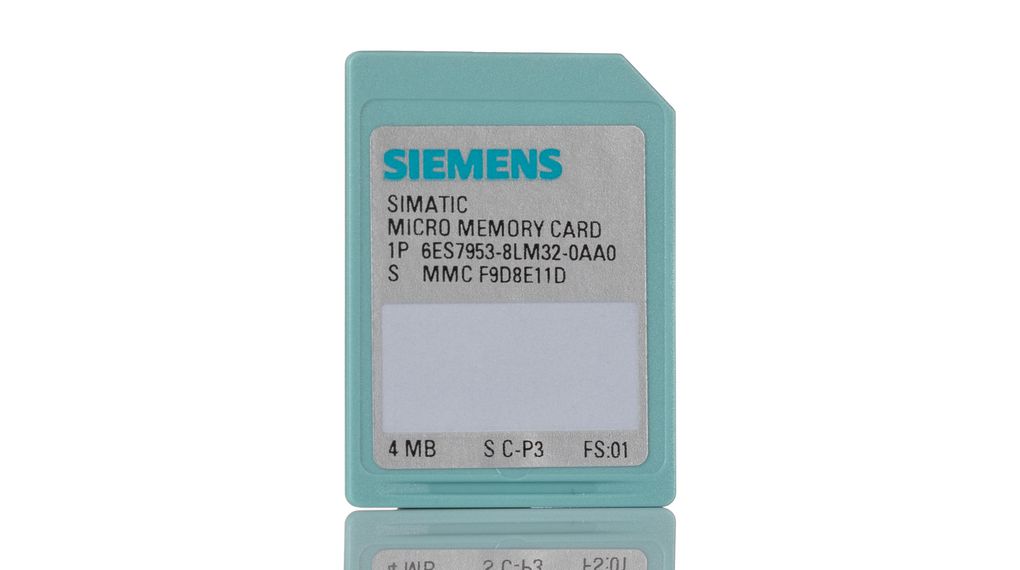 SIEMENS
SIMATIC
MICRO MEMORY CARD
1P 6ES7953-8LM32-0AA0
S MMC F9D8E11D
4 MB S C-P3 FS:01